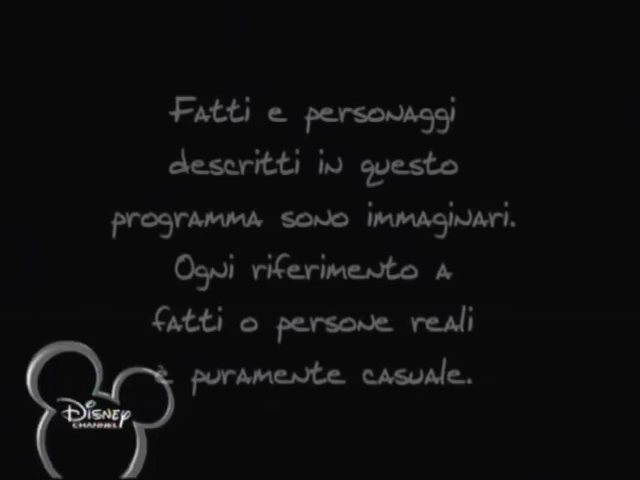 Fatti e personaggi
descritti in questo
programma sono immaginari.
Ogni riferimento a
fatti o persone reali
è puramente casuale.
Disney
CHANNEL